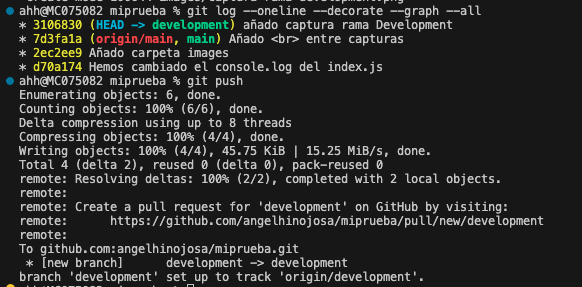 ahh@MC075082 miprueba % git log --oneline --decorate --graph --all
* 3106830 (HEAD -> development) añado captura rama Development
* 7d3fa1a (origin/main, main) Añado <br> entre capturas
* 2ec2ee9 Añado carpeta images
* d70a174 Hemos cambiado el console.log del index.js
ahh@MC075082 miprueba % git push
Enumerating objects: 6, done.
Counting objects: 100% (6/6), done.
Delta compression using up to 8 threads
Compressing objects: 100% (4/4), done.
Writing objects: 100% (4/4), 45.75 KiB | 15.25 MiB/s, done.
Total 4 (delta 2), reused 0 (delta 0), pack-reused 0
remote: Resolving deltas: 100% (2/2), completed with 2 local objects.
remote:
remote: Create a pull request for 'development' on GitHub by visiting:
remote:      https://github.com/angelhinojosa/miprueba/pull/new/development
remote:
To github.com:angelhinojosa/miprueba.git
 * [new branch]      development -> development
branch 'development' set up to track 'origin/development'.